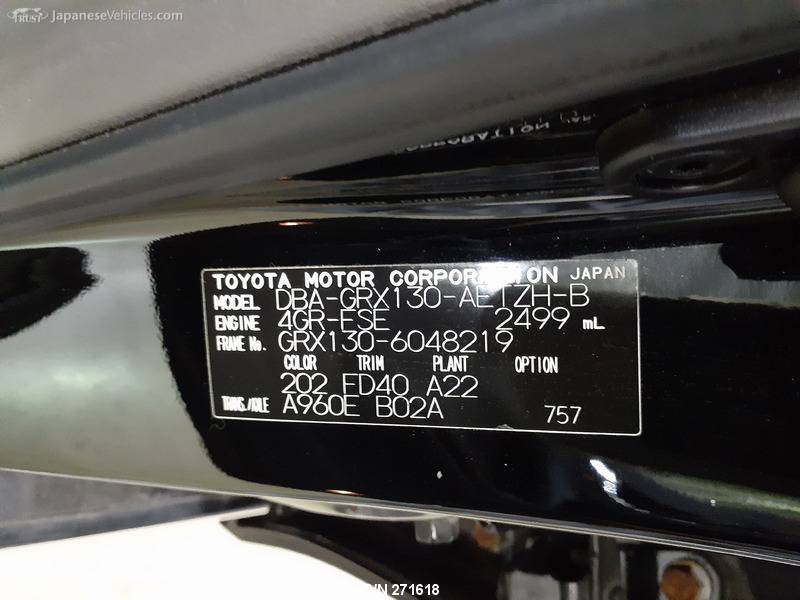 TRUST JapaneseVehicles.com
TOYOTA MOTOR CORPORATION JAPAN
MODEL DBA-GRX130-AETZH-B
ENGINE 4GR-FSE 2499 mL
FRAME No. GRX130-6048219
COLOR TRIM PLANT OPTION
202 FD40 A22
TRANS./AXLE A960E B02A 757
271618